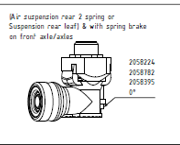 (Air suspension rear 2 spring or
Suspension rear leaf) & with spring brake
on front axle/axles
2058224
2058782
2058395
0*